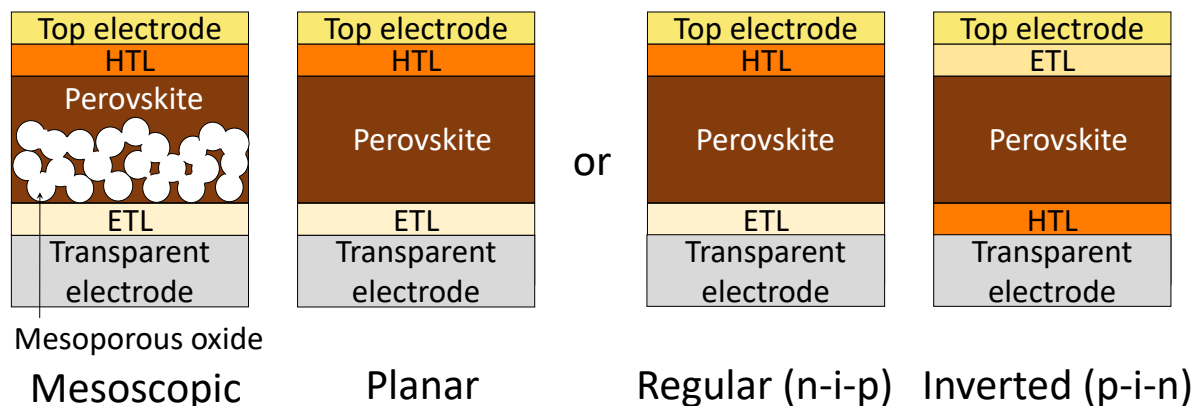 Top electrode
HTL
Perovskite
ETL
Transparent
electrode
Mesoporous oxide
Mesoscopic
Top electrode
HTL
Perovskite
ETL
Transparent
electrode
Planar
or
Top electrode
HTL
Perovskite
ETL
Transparent
electrode
Regular (n-i-p)
Top electrode
ETL
Perovskite
HTL
Transparent
electrode
Inverted (p-i-n)